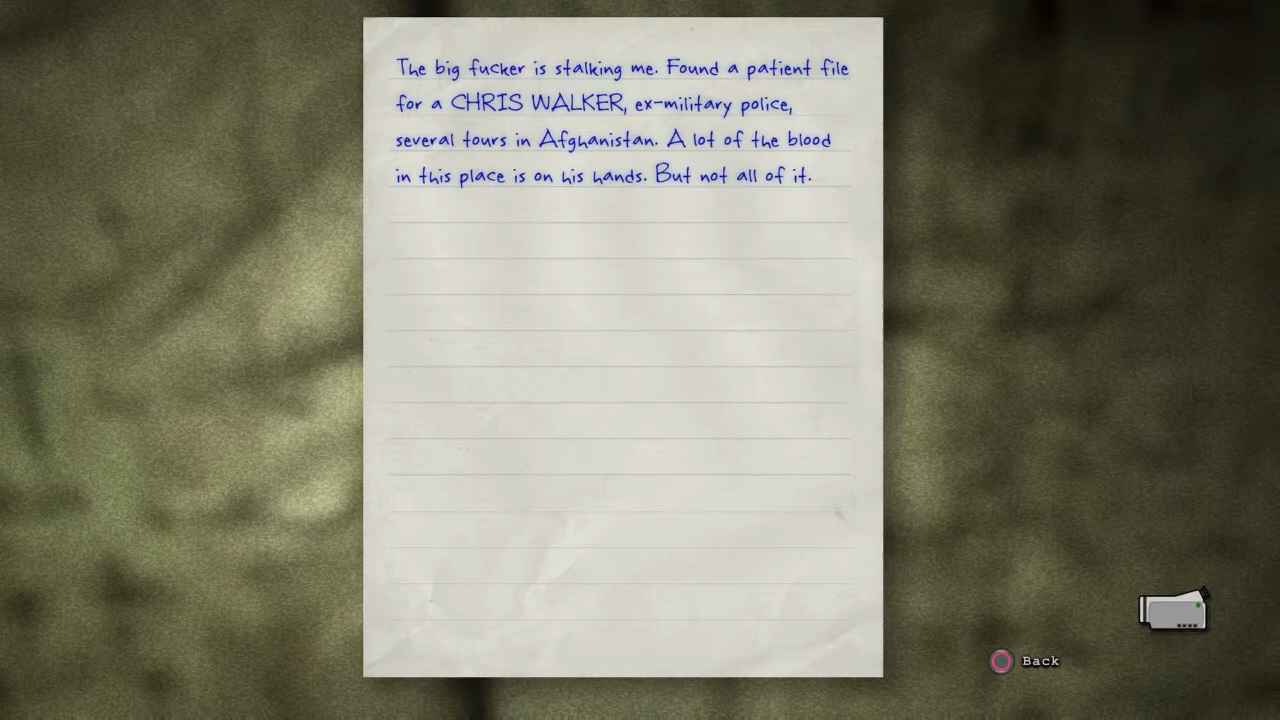 The big fucker is stalking me. Found a patient file
for a CHRIS WALKER, ex-military police,
several tours in Afghanistan. A lot of the blood
in this place is on his hands. But not all of it.
Back